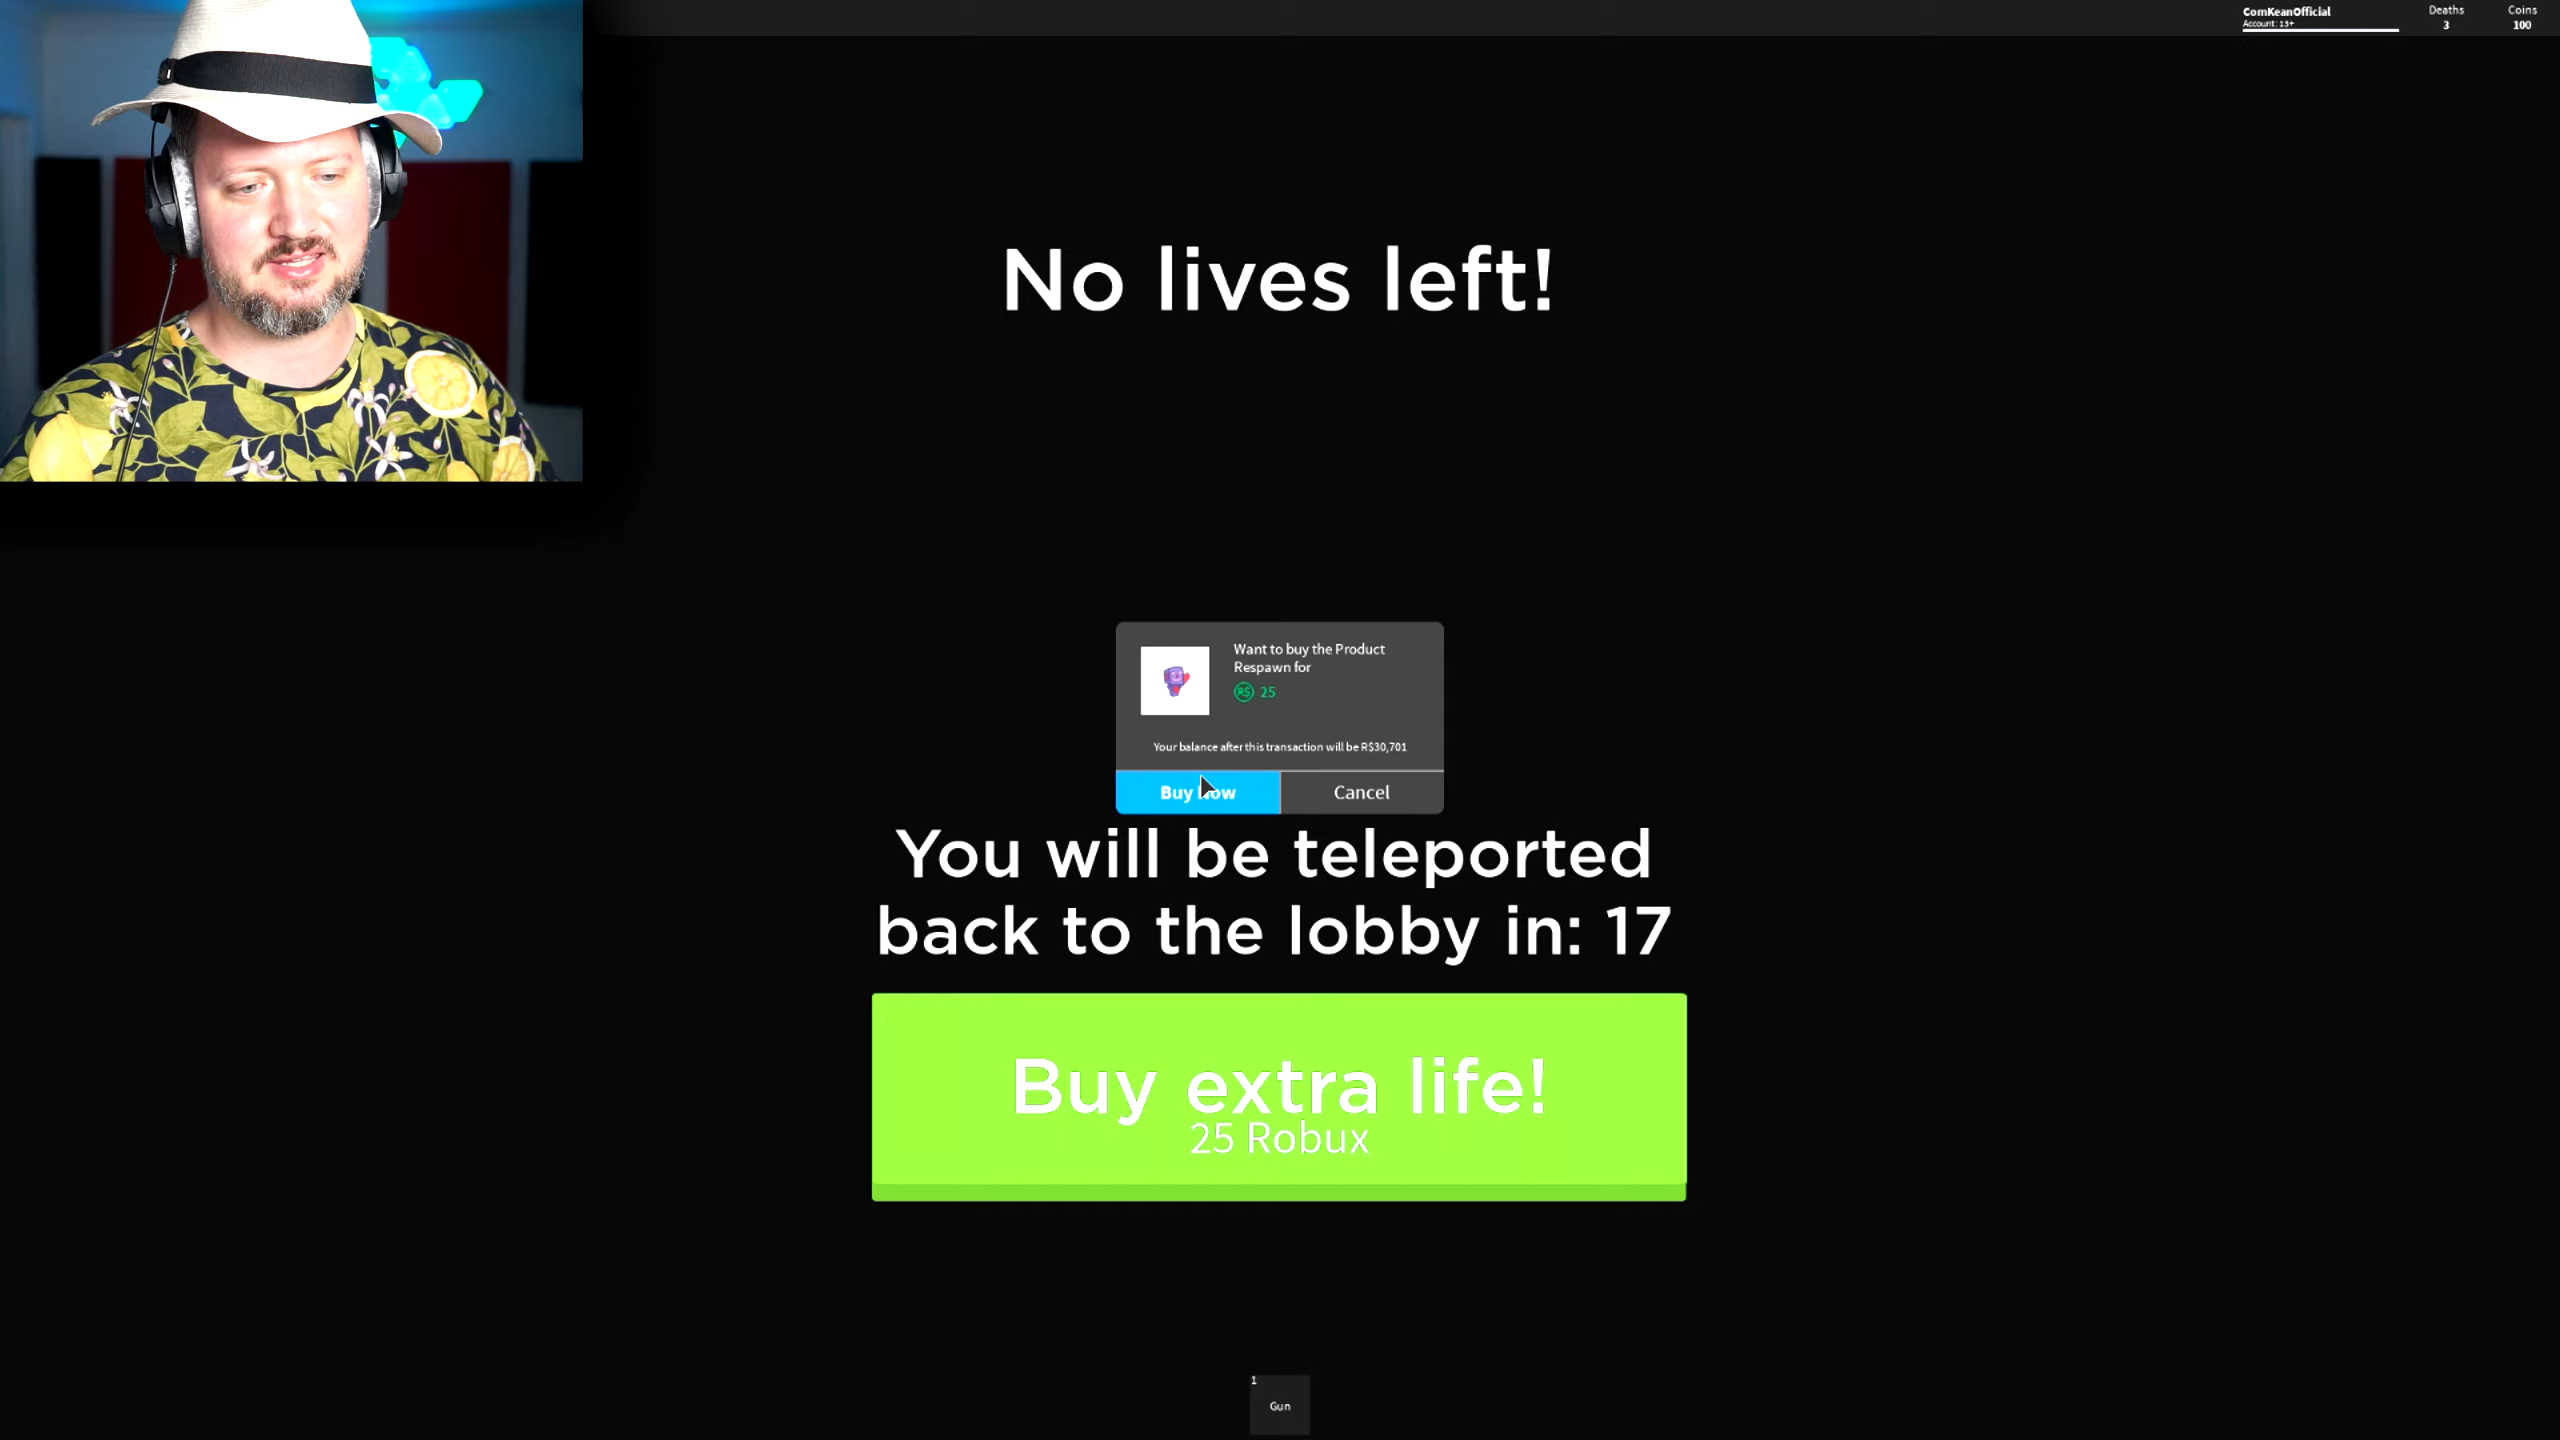 ComKeanOfficial
Account: 13+
Deaths
3
Coins
100
No lives left!
Want to buy the Product
Respawn for
R$ 25
Your balance after this transaction will be R$30,701
Buy Now
Cancel
You will be teleported
back to the lobby in: 17
Buy extra life!
25 Robux
1
Gun